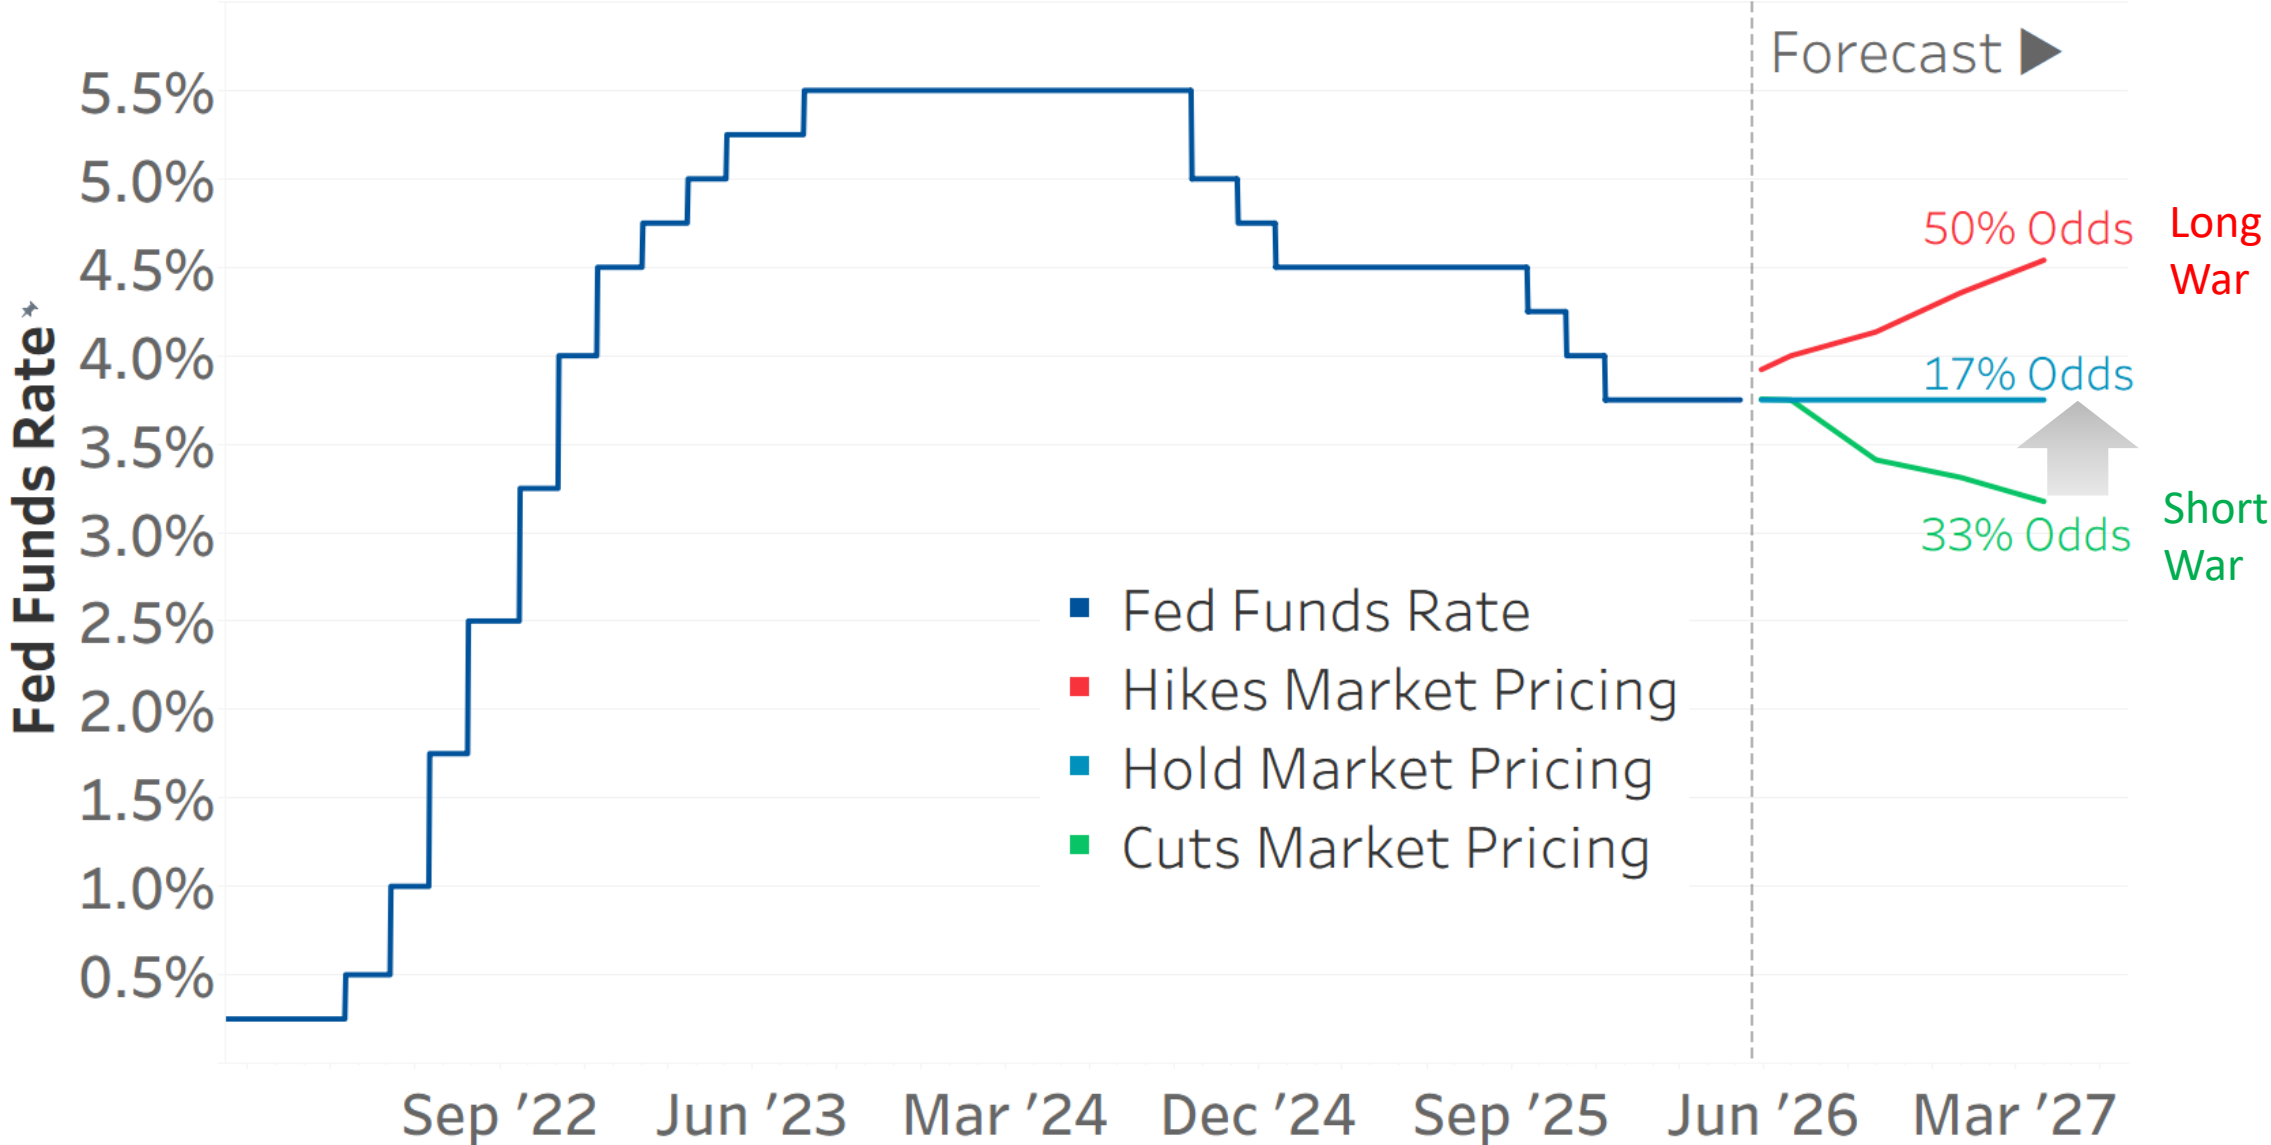 Forecast ▶
5.5%
5.0%
4.5%
4.0%
3.5%
3.0%
2.5%
2.0%
1.5%
1.0%
0.5%
Fed Funds Rate
50% Odds
Long
War
17% Odds
33% Odds
Short
War
Fed Funds Rate
Hikes Market Pricing
Hold Market Pricing
Cuts Market Pricing
Sep '22 Jun '23 Mar '24 Dec '24 Sep '25 Jun '26 Mar '27